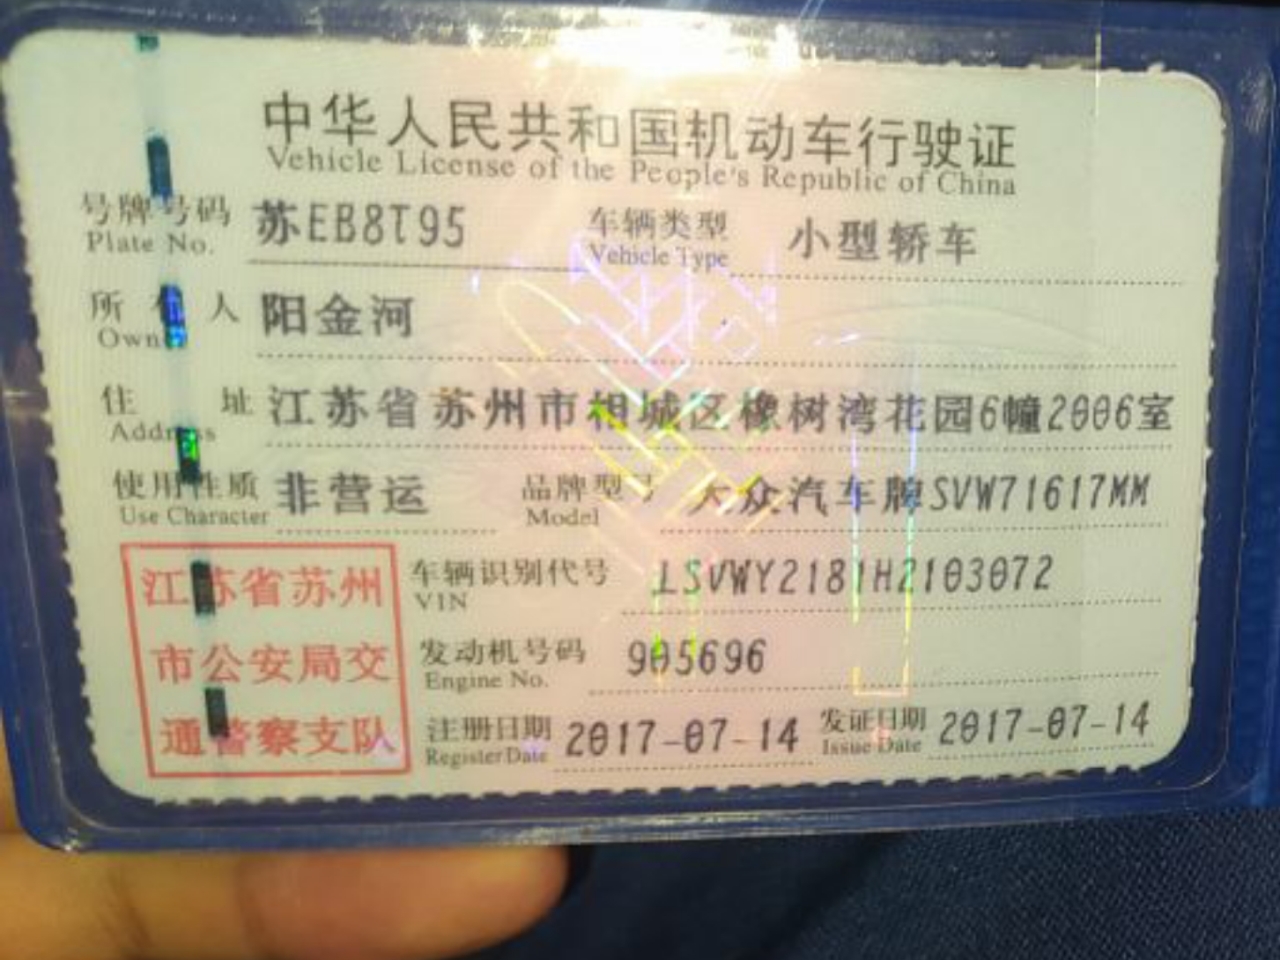 中华人民共和国机动车行驶证
Vehicle License of the People's Republic of China
号牌号码 苏EB8T95 车辆类型 小型轿车
Plate No. Vehicle Type
所 人 阳金河
住 址 江苏省苏州市相城区橡树湾花园6幢2006室
使用性质 非营运 品牌型号 大众汽车牌SVW71617MM
Use Character Model
江苏省苏州 车辆识别代号 LSVWY2181H2103072
VIN
市公安局交 发动机号码 905696
Engine No.
通警察支队 注册日期 2017-07-14 发证日期 2017-07-14
Register Date Issue Date